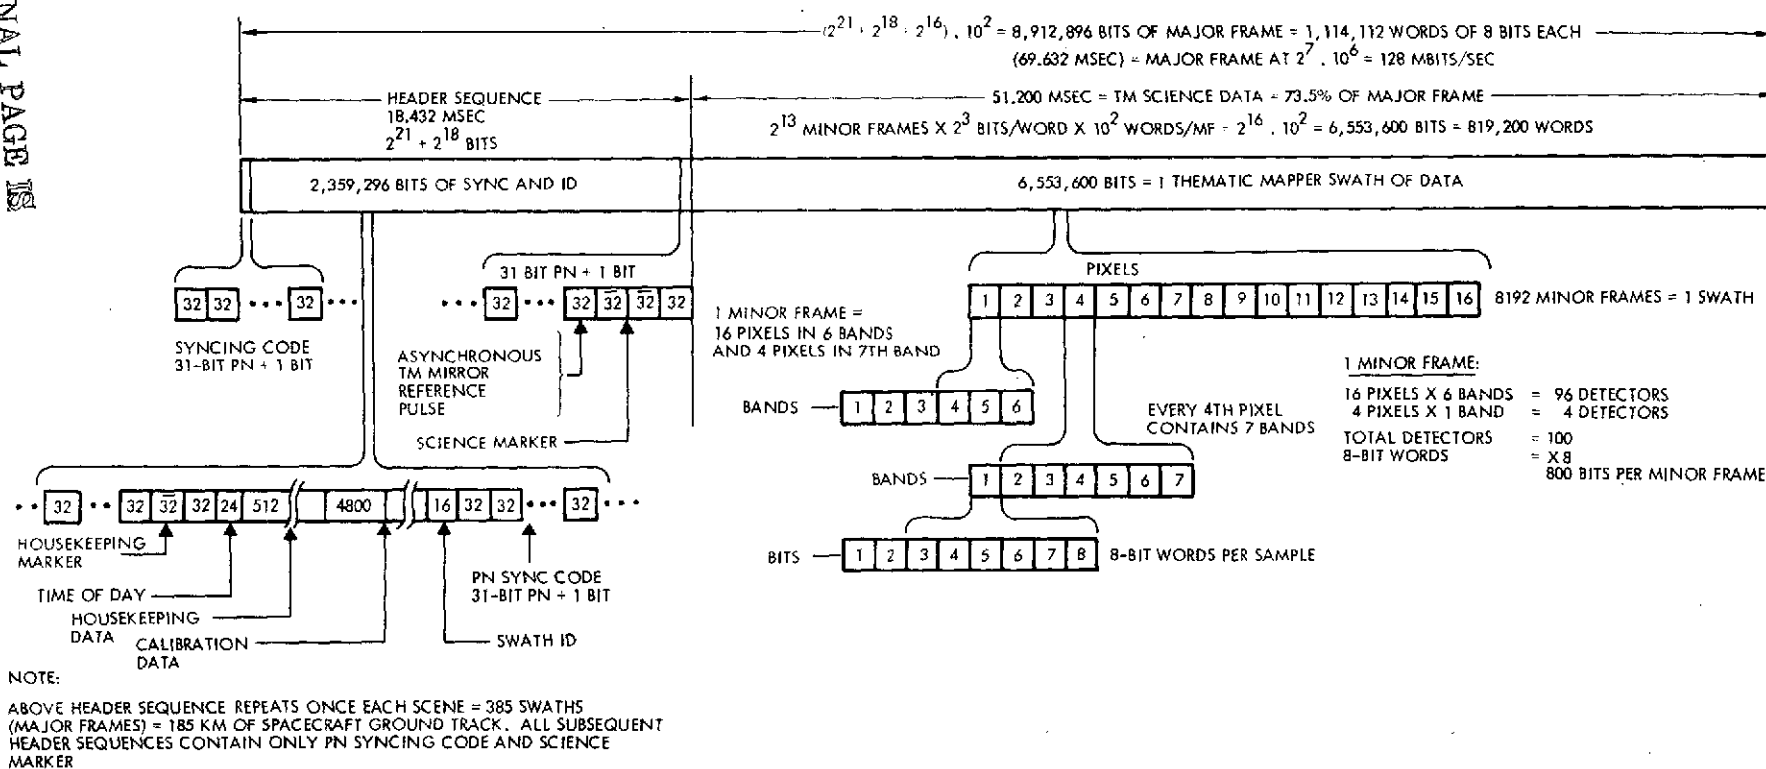 NAL PAGE IS
(2^21 + 2^18 + 2^16) . 10^2 = 8,912,896 BITS OF MAJOR FRAME = 1,114,112 WORDS OF 8 BITS EACH
(69.632 MSEC) = MAJOR FRAME AT 2^7 . 10^6 = 128 MBITS/SEC
HEADER SEQUENCE
18.432 MSEC
2^21 + 2^18 BITS
51.200 MSEC = TM SCIENCE DATA = 73.5% OF MAJOR FRAME
2^13 MINOR FRAMES X 2^3 BITS/WORD X 10^2 WORDS/MF = 2^16 . 10^2 = 6,553,600 BITS = 819,200 WORDS
2,359,296 BITS OF SYNC AND ID
6,553,600 BITS = 1 THEMATIC MAPPER SWATH OF DATA
32 32 ••• 32 •••
SYNCING CODE
31-BIT PN + 1 BIT
31 BIT PN + 1 BIT
••• 32 ••• 32 3̅2̅ 3̅2̅ 32
ASYNCHRONOUS
TM MIRROR
REFERENCE
PULSE
SCIENCE MARKER
1 MINOR FRAME =
16 PIXELS IN 6 BANDS
AND 4 PIXELS IN 7TH BAND
PIXELS
1 2 3 4 5 6 7 8 9 10 11 12 13 14 15 16
8192 MINOR FRAMES = 1 SWATH
BANDS
1 2 3 4 5 6
EVERY 4TH PIXEL
CONTAINS 7 BANDS
BANDS
1 2 3 4 5 6 7
BITS
1 2 3 4 5 6 7 8
8-BIT WORDS PER SAMPLE
1 MINOR FRAME:
16 PIXELS X 6 BANDS = 96 DETECTORS
4 PIXELS X 1 BAND = 4 DETECTORS
TOTAL DETECTORS = 100
8-BIT WORDS = X 8
800 BITS PER MINOR FRAME
•• 32 •• 32 3̅2̅ 32 24 512 4800 16 32 32 ••• 32 •••
HOUSEKEEPING
MARKER
TIME OF DAY
HOUSEKEEPING
DATA
CALIBRATION
DATA
SWATH ID
PN SYNC CODE
31-BIT PN + 1 BIT
NOTE:
ABOVE HEADER SEQUENCE REPEATS ONCE EACH SCENE = 385 SWATHS
(MAJOR FRAMES) = 185 KM OF SPACECRAFT GROUND TRACK. ALL SUBSEQUENT
HEADER SEQUENCES CONTAIN ONLY PN SYNCING CODE AND SCIENCE
MARKER